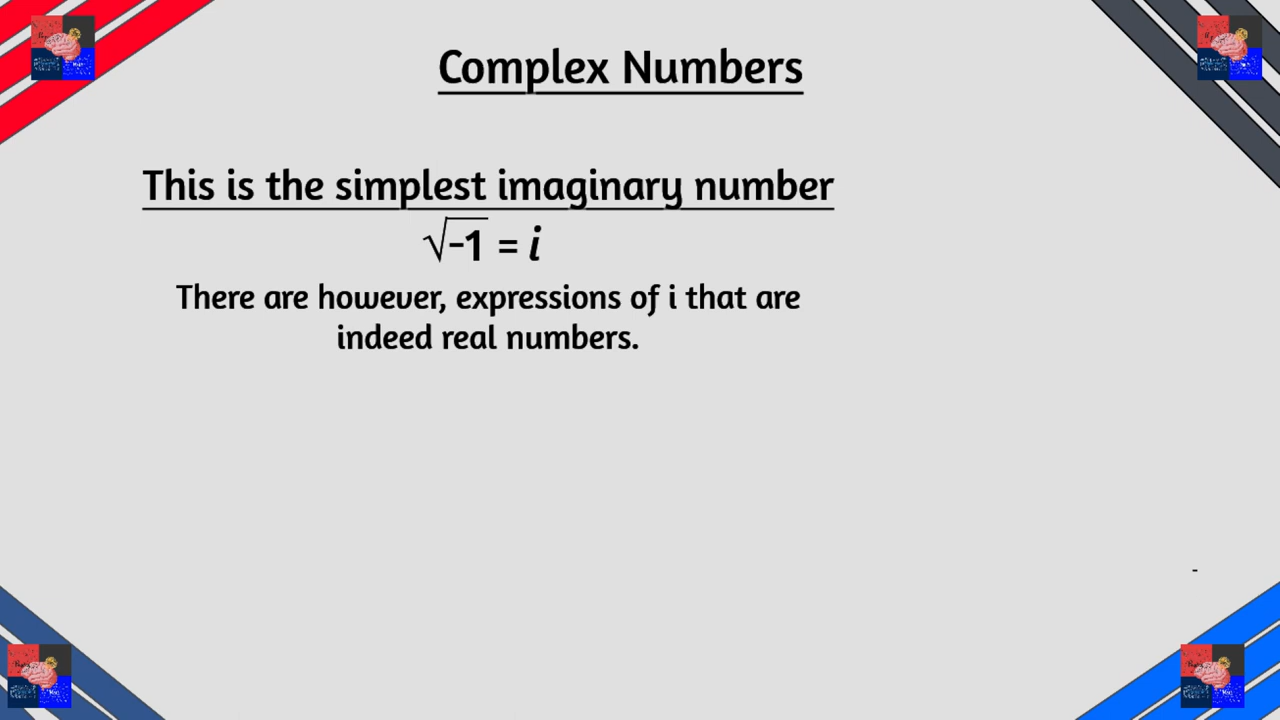 Complex Numbers
This is the simplest imaginary number
√-1 = i
There are however, expressions of i that are
indeed real numbers.
-